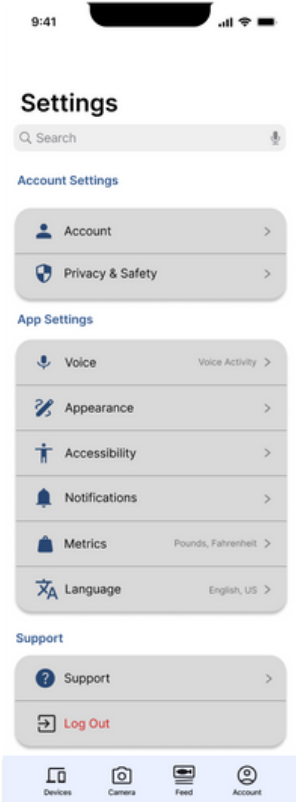 9:41
Settings
Search
Account Settings
Account
Privacy & Safety
App Settings
Voice Voice Activity
Appearance
Accessibility
Notifications
Metrics Pounds, Fahrenheit
Language English, US
Support
Support
Log Out
Devices Camera Feed Account